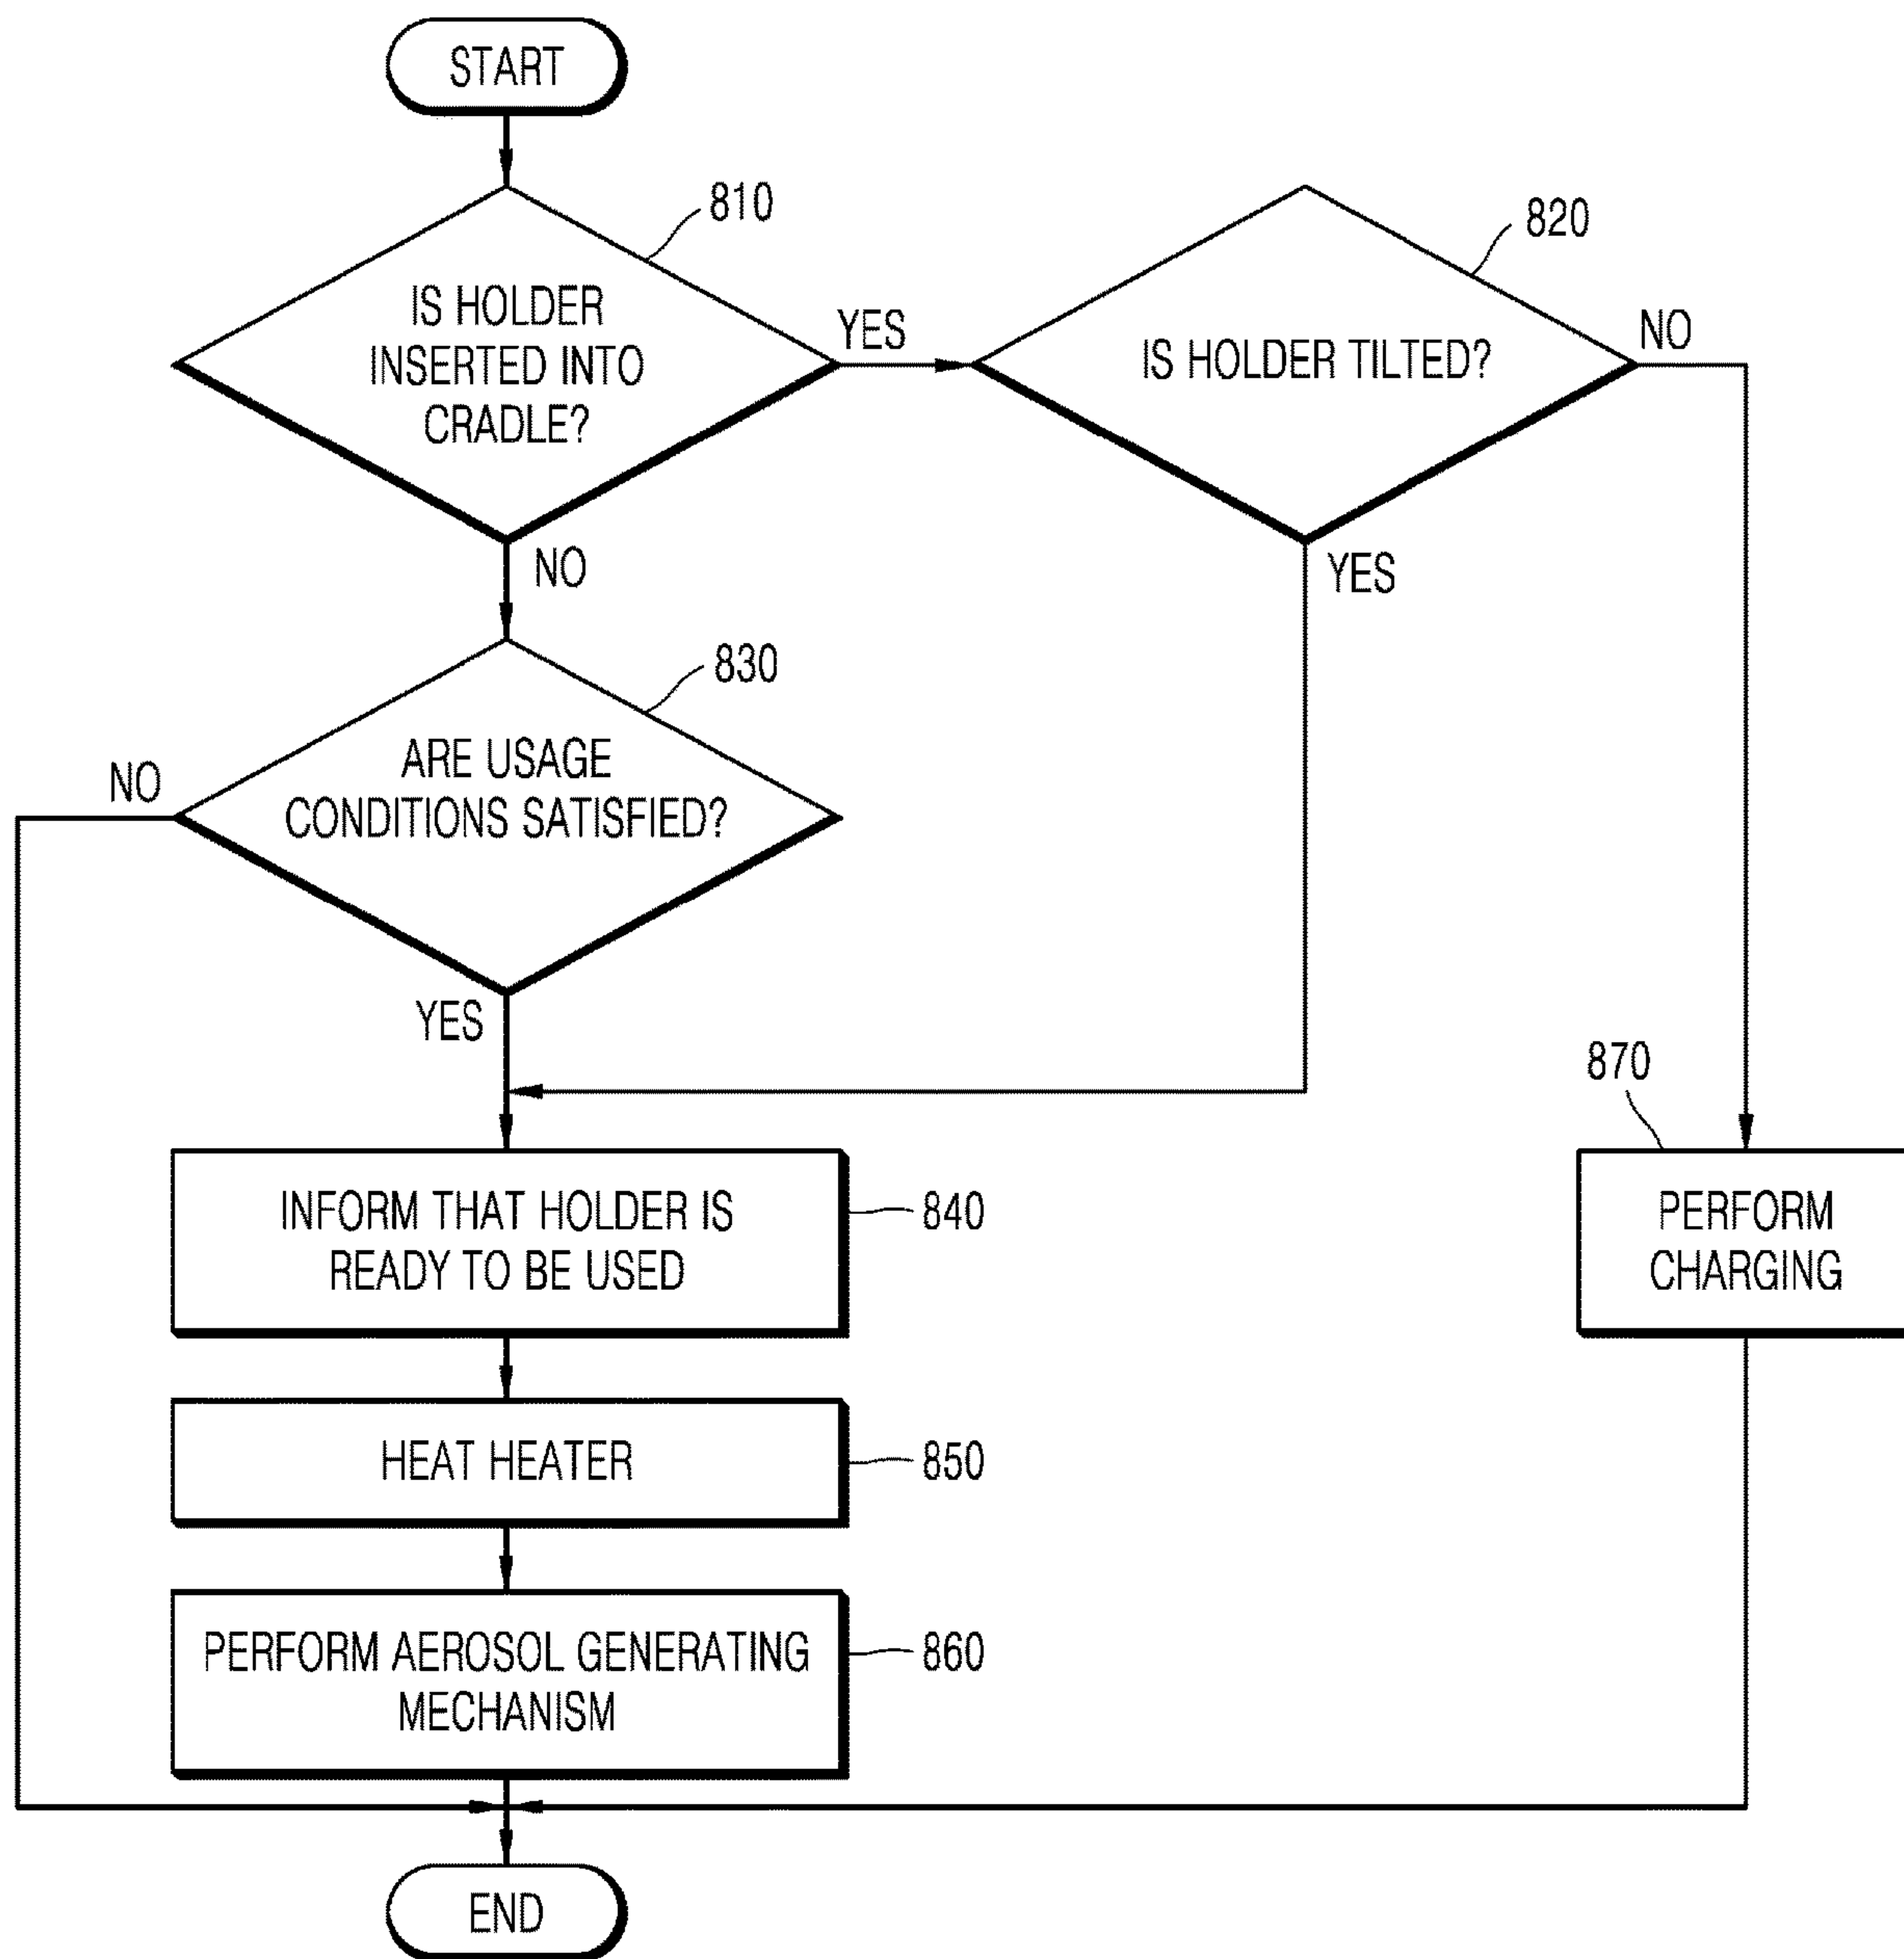 START
810
IS HOLDER
INSERTED INTO
CRADLE?
YES
820
IS HOLDER TILTED?
NO
NO
YES
830
ARE USAGE
CONDITIONS SATISFIED?
NO
YES
840
INFORM THAT HOLDER IS
READY TO BE USED
870
PERFORM
CHARGING
HEAT HEATER
850
PERFORM AEROSOL GENERATING
MECHANISM
860
END